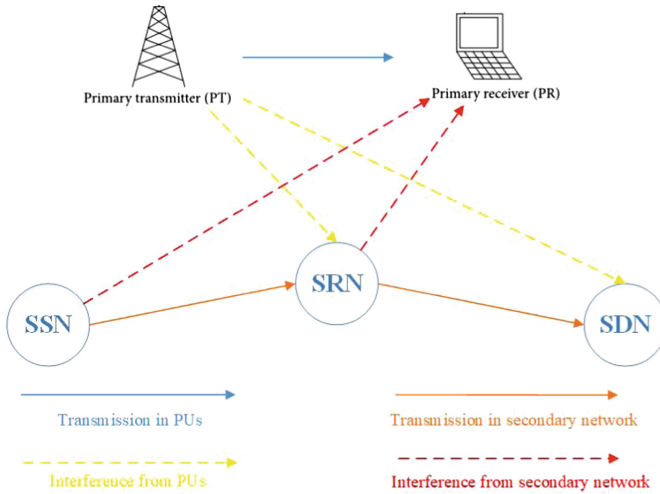 Primary transmitter (PT)
Primary receiver (PR)
SSN
SRN
SDN
Transmission in PUs
Transmission in secondary network
Interference from PUs
Interference from secondary network